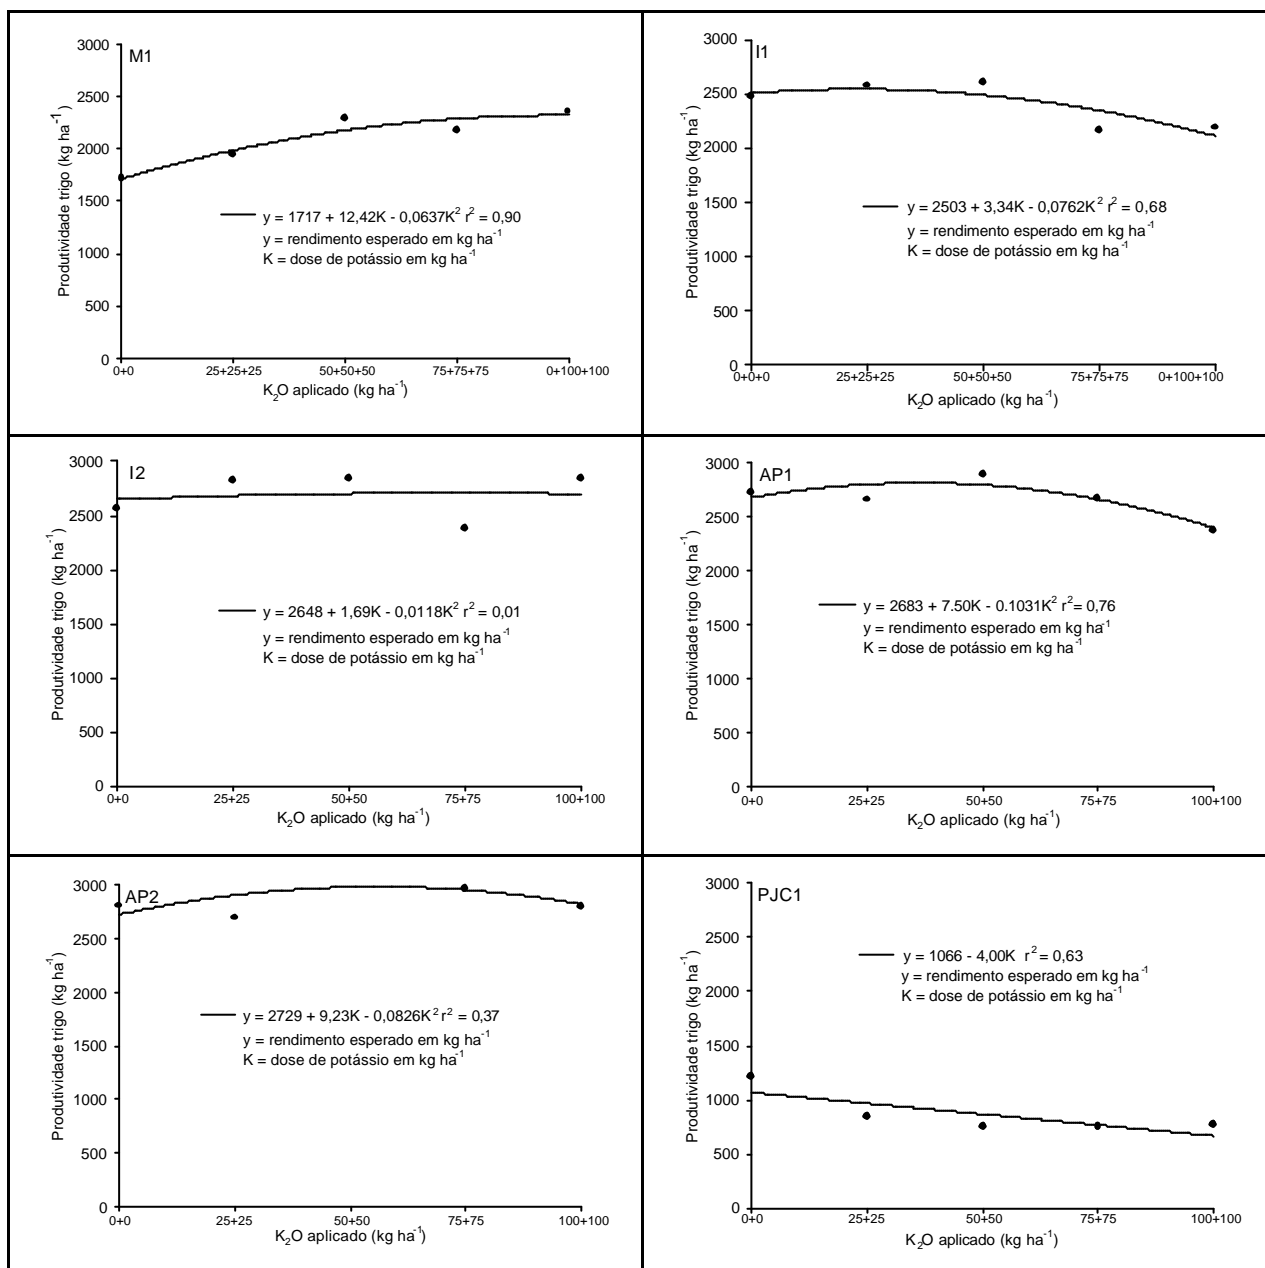 M1
Produtividade trigo (kg ha-1)
3000
2500
2000
1500
1000
500
0
y = 1717 + 12,42K - 0,0637K2 r2 = 0,90
y = rendimento esperado em kg ha-1
K = dose de potássio em kg ha-1
0+0+0 25+25+25 50+50+50 75+75+75 0+100+100
K2O aplicado (kg ha-1)
I1
Produtividade trigo (kg ha-1)
3000
2500
2000
1500
1000
500
0
y = 2503 + 3,34K - 0,0762K2 r2 = 0,68
y = rendimento esperado em kg ha-1
K = dose de potássio em kg ha-1
0+0+0 25+25+25 50+50+50 75+75+75 0+100+100
K2O aplicado (kg ha-1)
I2
Produtividade trigo (kg ha-1)
3000
2500
2000
1500
1000
500
0
y = 2648 + 1,69K - 0,0118K2 r2 = 0,01
y = rendimento esperado em kg ha-1
K = dose de potássio em kg ha-1
0+0 25+25 50+50 75+75 100+100
K2O aplicado (kg ha-1)
AP1
Produtividade trigo (kg ha-1)
3000
2500
2000
1500
1000
500
0
y = 2683 + 7.50K - 0.1031K2 r2= 0,76
y = rendimento esperado em kg ha-1
K = dose de potássio em kg ha-1
0+0 25+25 50+50 75+75 100+100
K2O aplicado (kg ha-1)
AP2
Produtividade trigo (kg ha-1)
3000
2500
2000
1500
1000
500
0
y = 2729 + 9,23K - 0,0826K2 r2 = 0,37
y = rendimento esperado em kg ha-1
K = dose de potássio em kg ha-1
0+0 25+25 50+50 75+75 100+100
K2O aplicado (kg ha-1)
PJC1
Produtividade trigo (kg ha-1)
3000
2500
2000
1500
1000
500
0
y = 1066 - 4,00K r2 = 0,63
y = rendimento esperado em kg ha-1
K = dose de potássio em kg ha-1
0+0 25+25 50+50 75+75 100+100
K2O aplicado (kg ha-1)